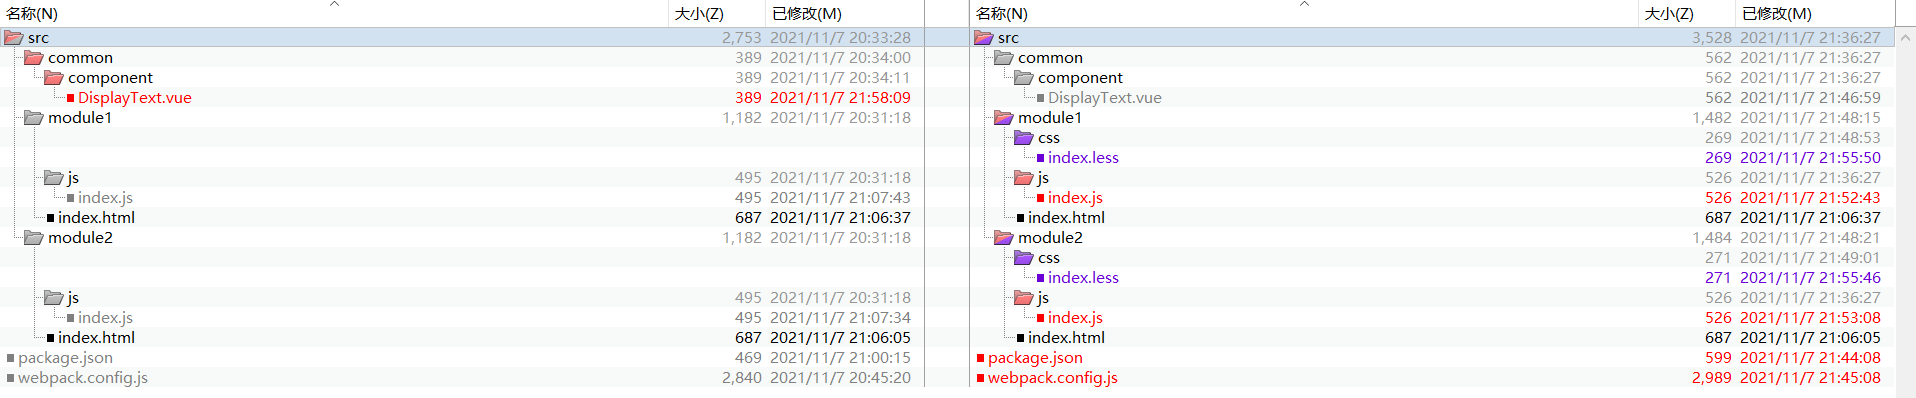 名称(N) 大小(Z) 已修改(M) 名称(N) 大小(Z) 已修改(M)
src 2,753 2021/11/7 20:33:28 src 3,528 2021/11/7 21:36:27
common 389 2021/11/7 20:34:00 common 562 2021/11/7 21:36:27
component 389 2021/11/7 20:34:11 component 562 2021/11/7 21:36:27
DisplayText.vue 389 2021/11/7 21:58:09 DisplayText.vue 562 2021/11/7 21:46:59
module1 1,182 2021/11/7 20:31:18 module1 1,482 2021/11/7 21:48:15
css 269 2021/11/7 21:48:53
index.less 269 2021/11/7 21:55:50
js 495 2021/11/7 20:31:18 js 526 2021/11/7 21:36:27
index.js 495 2021/11/7 21:07:43 index.js 526 2021/11/7 21:52:43
index.html 687 2021/11/7 21:06:37 index.html 687 2021/11/7 21:06:37
module2 1,182 2021/11/7 20:31:18 module2 1,484 2021/11/7 21:48:21
css 271 2021/11/7 21:49:01
index.less 271 2021/11/7 21:55:46
js 495 2021/11/7 20:31:18 js 526 2021/11/7 21:36:27
index.js 495 2021/11/7 21:07:34 index.js 526 2021/11/7 21:53:08
index.html 687 2021/11/7 21:06:05 index.html 687 2021/11/7 21:06:05
package.json 469 2021/11/7 21:00:15 package.json 599 2021/11/7 21:44:08
webpack.config.js 2,840 2021/11/7 20:45:20 webpack.config.js 2,989 2021/11/7 21:45:08